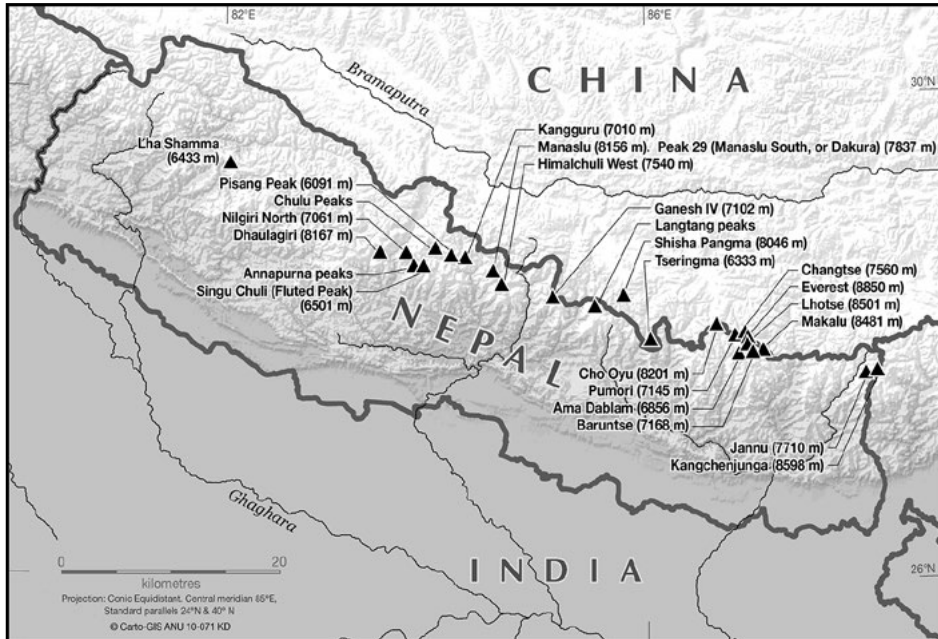 82°E
86°E
CHINA
30°N
Bramaputra
L'ha Shamma
(6433 m)
Kangguru (7010 m)
Manaslu (8156 m). Peak 29 (Manaslu South, or Dakura) (7837 m)
Himalchuli West (7540 m)
Pisang Peak (6091 m)
Chulu Peaks
Nilgiri North (7061 m)
Dhaulagiri (8167 m)
Annapurna peaks
Singu Chuli (Fluted Peak)
(6501 m)
Ganesh IV (7102 m)
Langtang peaks
Shisha Pangma (8046 m)
Tseringma (6333 m)
Changtse (7560 m)
Everest (8850 m)
Lhotse (8501 m)
Makalu (8481 m)
NEPAL
Cho Oyu (8201 m)
Pumori (7145 m)
Ama Dablam (6856 m)
Baruntse (7168 m)
Jannu (7710 m)
Kangchenjunga (8598 m)
Ghaghara
INDIA
26°N
0 20
kilometres
Projection: Conic Equidistant. Central meridian 85°E,
Standard parallels 24°N & 40° N
© Carto-GIS ANU 10-071 KD